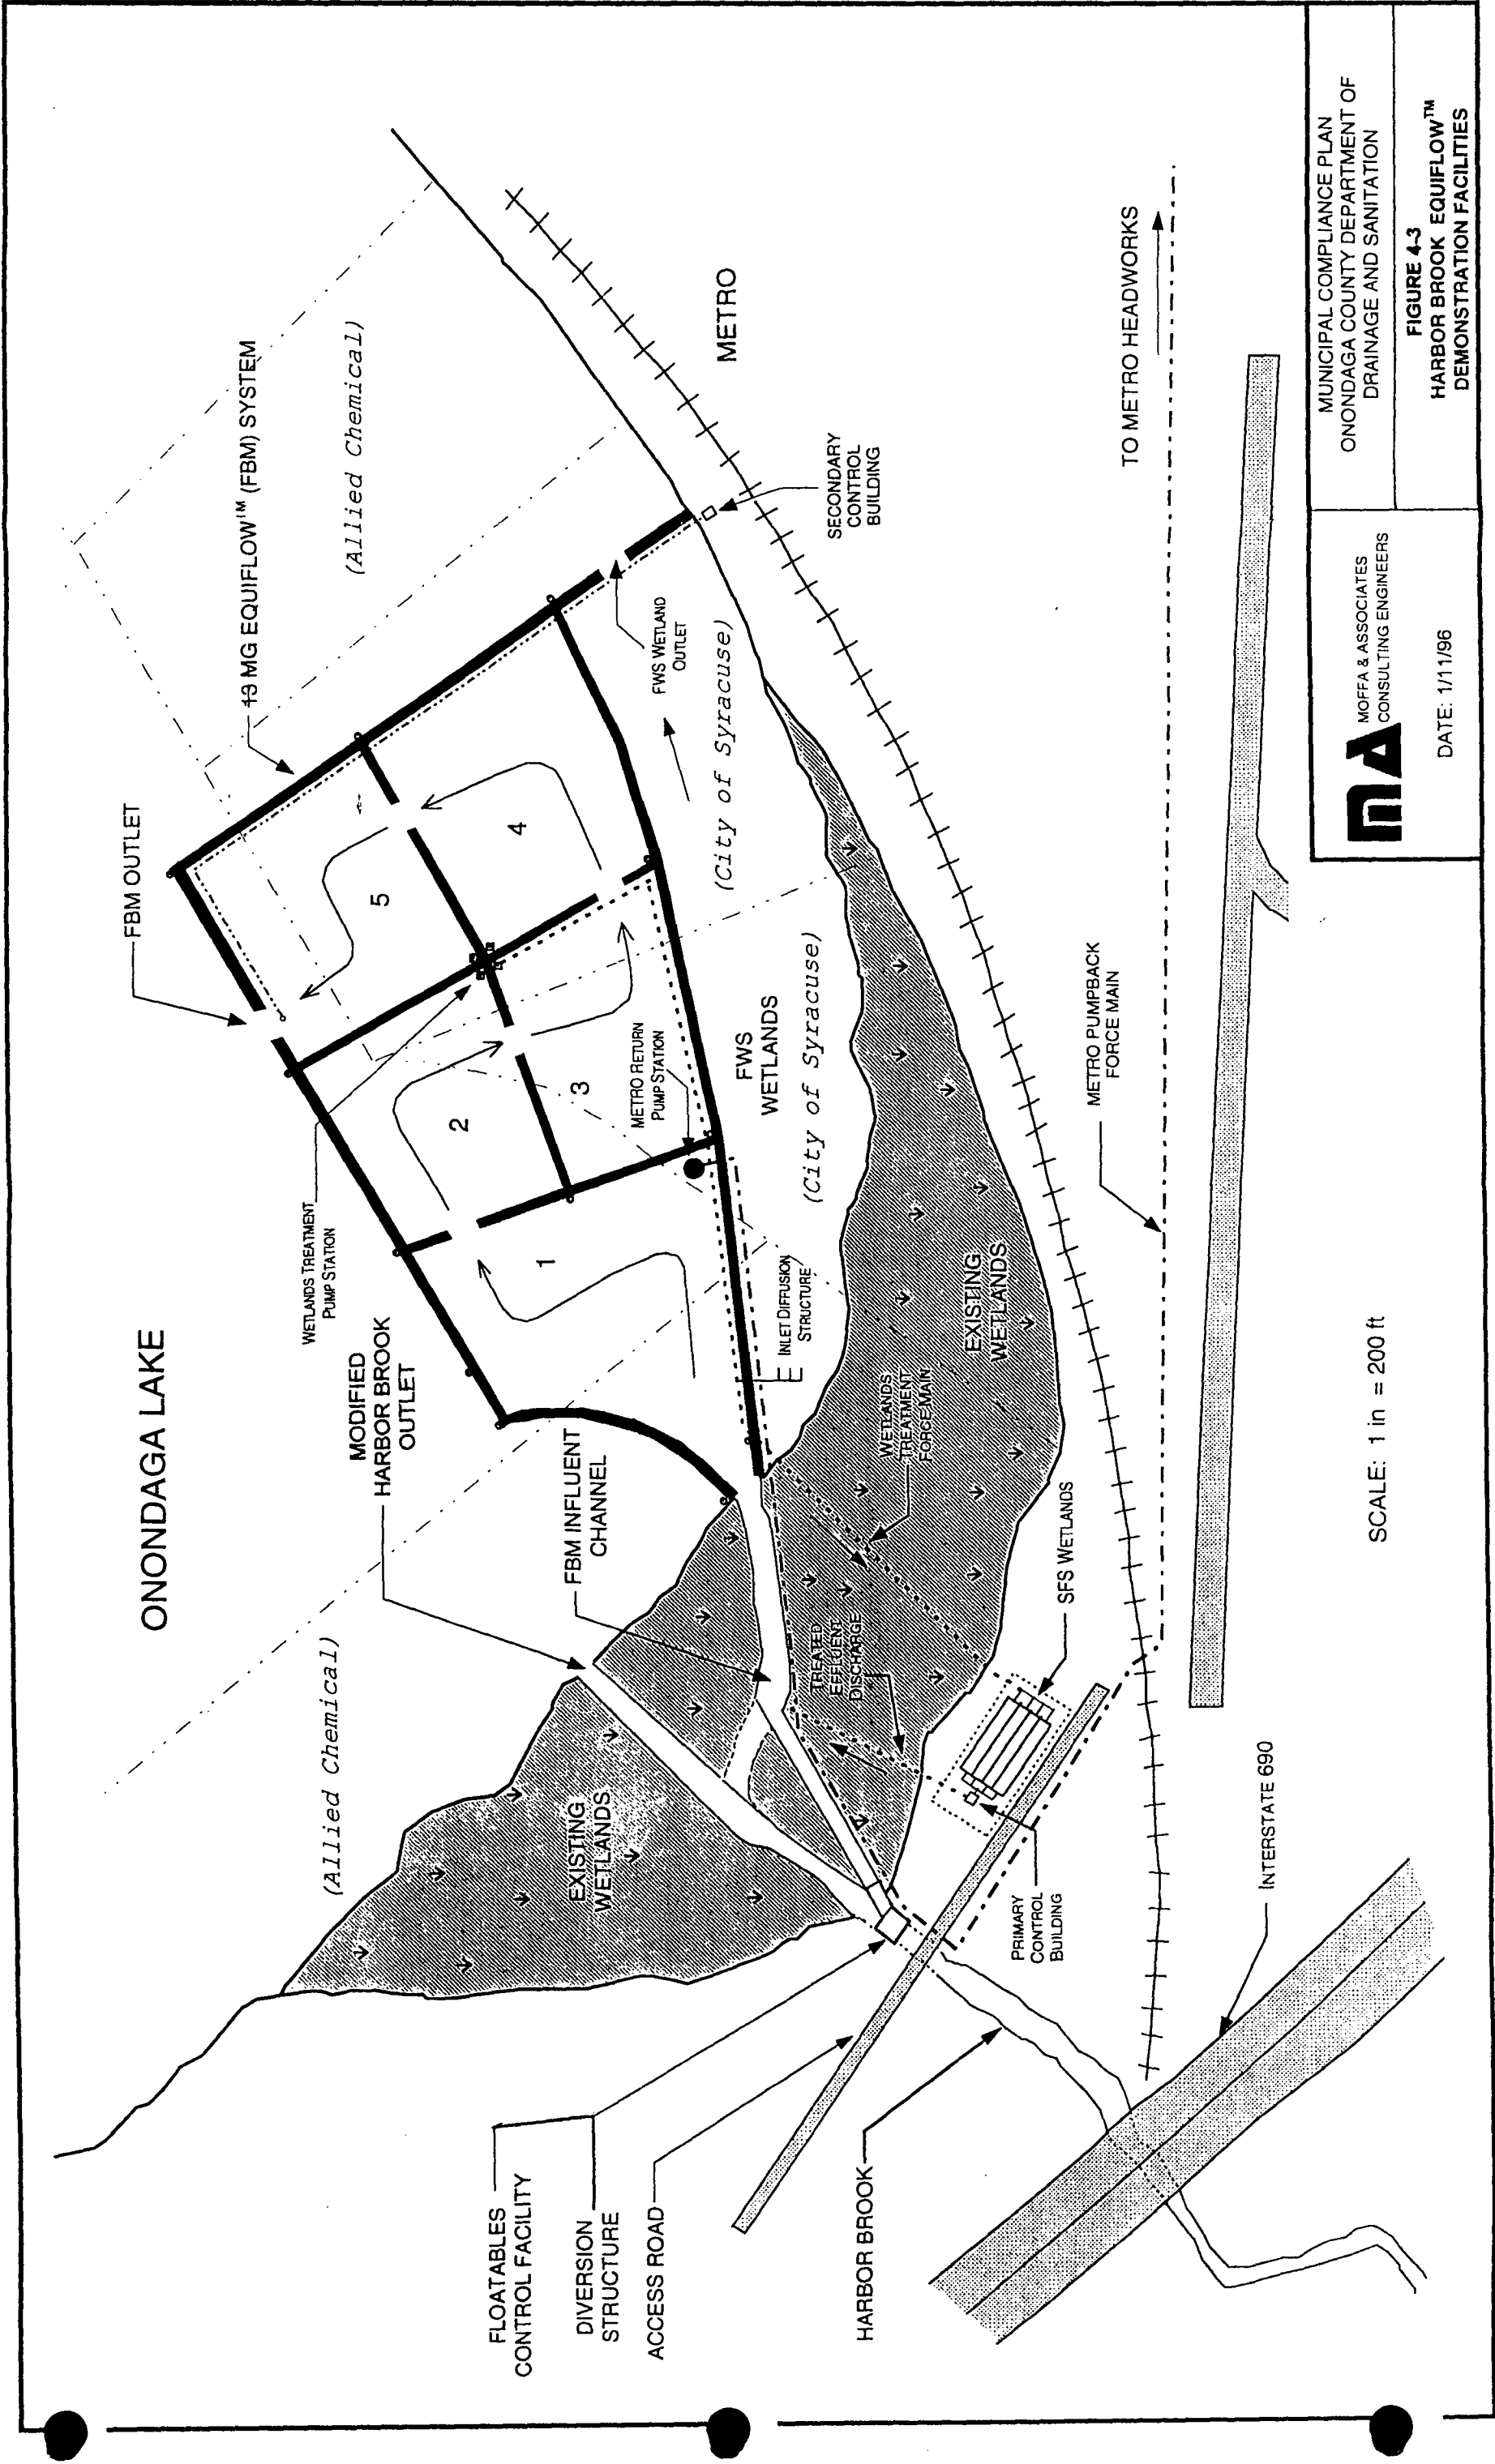 ONONDAGA LAKE
FLOATABLES
CONTROL FACILITY
DIVERSION
STRUCTURE
ACCESS ROAD
HARBOR BROOK
(Allied Chemical)
EXISTING
WETLANDS
MODIFIED
HARBOR BROOK
OUTLET
FBM INFLUENT
CHANNEL
WETLANDS TREATMENT
PUMP STATION
FBM OUTLET
13 MG EQUIFLOW™ (FBM) SYSTEM
(Allied Chemical)
1
2
3
4
5
METRO RETURN
PUMP STATION
INLET DIFFUSION
STRUCTURE
FWS
WETLANDS
(City of Syracuse)
(City of Syracuse)
FWS WETLAND
OUTLET
METRO
SECONDARY
CONTROL
BUILDING
TREATED
EFFLUENT
DISCHARGE
WETLANDS
TREATMENT
FORCEMAIN
EXISTING
WETLANDS
SFS WETLANDS
PRIMARY
CONTROL
BUILDING
METRO PUMPBACK
FORCE MAIN
TO METRO HEADWORKS
INTERSTATE 690
SCALE: 1 in = 200 ft
MA
MOFFA & ASSOCIATES
CONSULTING ENGINEERS
DATE: 1/11/96
MUNICIPAL COMPLIANCE PLAN
ONONDAGA COUNTY DEPARTMENT OF
DRAINAGE AND SANITATION
FIGURE 4-3
HARBOR BROOK EQUIFLOW™
DEMONSTRATION FACILITIES